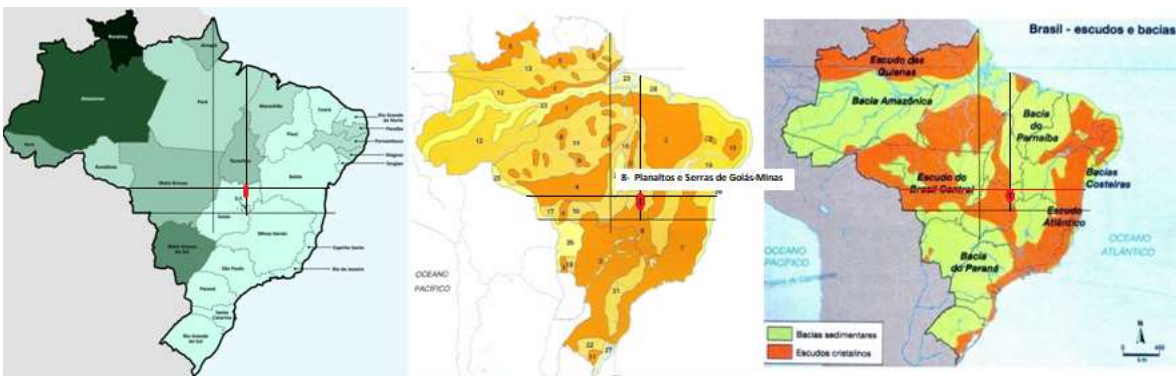 Roraima
Amapá
Amazonas
Pará
Maranhão
Ceará
Rio Grande
do Norte
Paraíba
Pernambuco
Alagoas
Sergipe
Piauí
Acre
Rondônia
Tocantins
Mato Grosso
Bahia
D.F.
Goiás
Minas Gerais
Mato Grosso
do Sul
Espírito Santo
São Paulo
Rio de Janeiro
Paraná
Santa
Catarina
Rio Grande
do Sul
8- Planaltos e Serras de Goiás-Minas
OCEANO
PACÍFICO
Brasil - escudos e bacias
Escudo das
Guianas
Bacia Amazônica
Bacia
do
Parnaíba
Escudo do
Brasil Central
Bacias
Costeiras
Escudo
Atlântico
Bacia
do Paraná
OCEANO
PACÍFICO
OCEANO
ATLÂNTICO
Bacias sedimentares
Escudos cristalinos
N